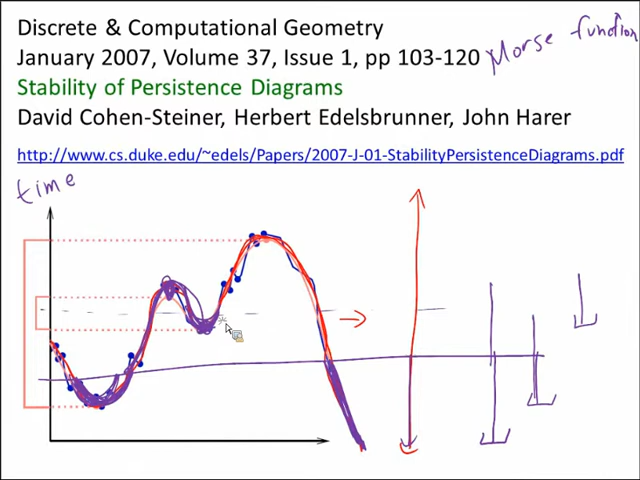 Discrete & Computational Geometry
January 2007, Volume 37, Issue 1, pp 103-120 Morse function
Stability of Persistence Diagrams
David Cohen-Steiner, Herbert Edelsbrunner, John Harer
http://www.cs.duke.edu/~edels/Papers/2007-J-01-StabilityPersistenceDiagrams.pdf
time